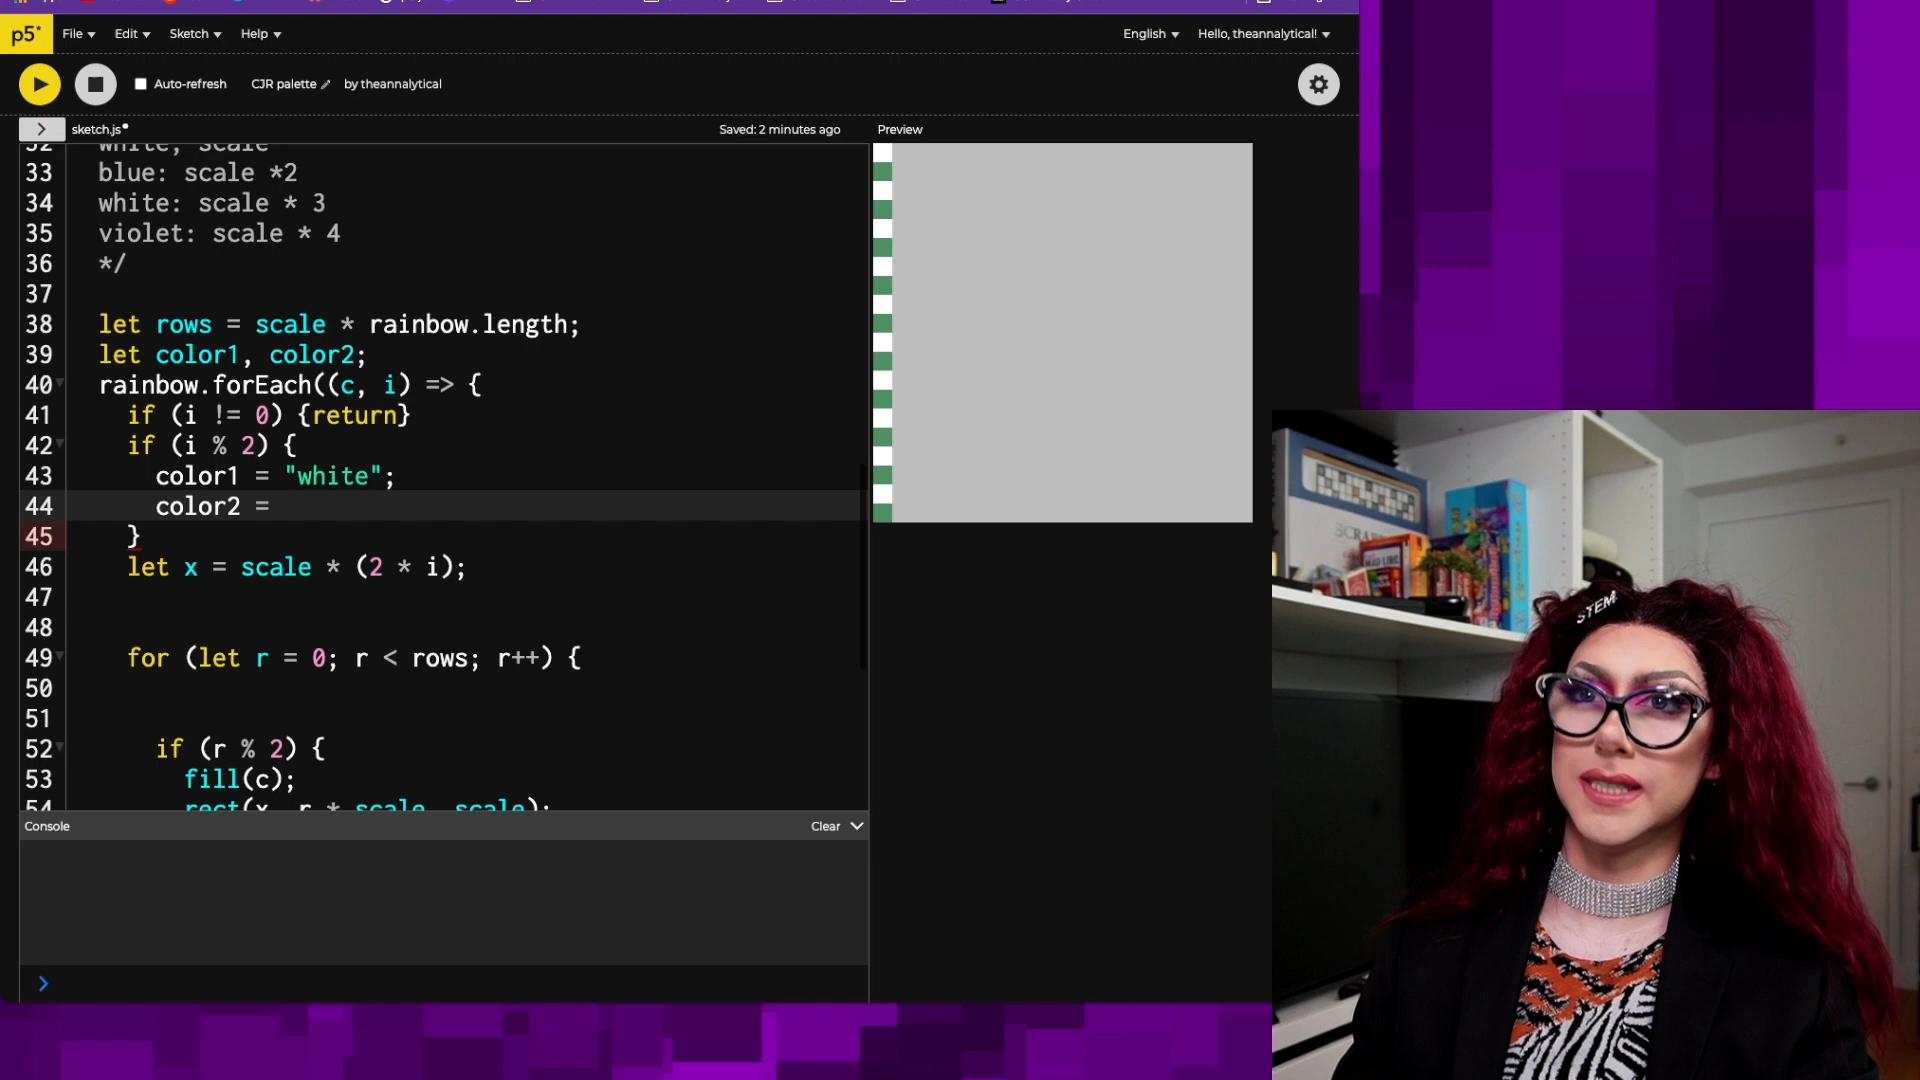 p5*
File
Edit
Sketch
Help
English
Hello, theannalytical!
Auto-refresh
CJR palette
by theannalytical
>
sketch.js
Saved: 2 minutes ago
Preview
32 white, scale
33 blue: scale *2
34 white: scale * 3
35 violet: scale * 4
36 */
37
38 let rows = scale * rainbow.length;
39 let color1, color2;
40 rainbow.forEach((c, i) => {
41 if (i != 0) {return}
42 if (i % 2) {
43 color1 = "white";
44 color2 =
45 }
46 let x = scale * (2 * i);
47
48
49 for (let r = 0; r < rows; r++) {
50
51
52 if (r % 2) {
53 fill(c);
54 rect(x, r * scale, scale);
Console
Clear
>
STEM